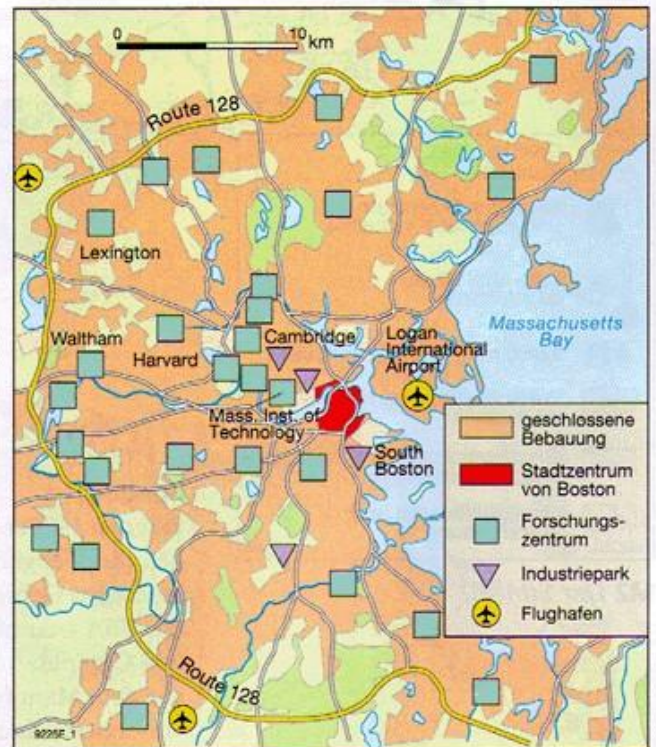 0
10
km
Route 128
Lexington
Waltham
Harvard
Cambridge
Logan
International
Airport
Massachusetts
Bay
Mass. Inst. of
Technology
South
Boston
geschlossene
Bebauung
Stadtzentrum
von Boston
Forschungs-
zentrum
Industriepark
Flughafen
Route 128
9225E_1